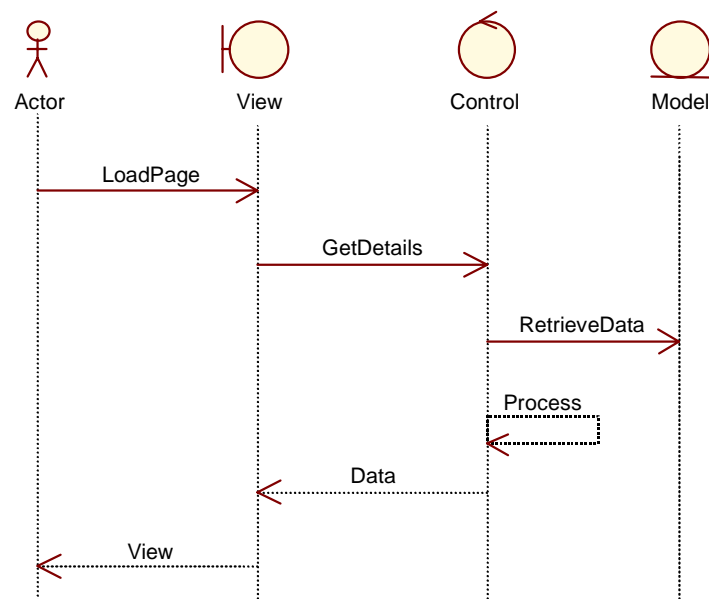 Actor
View
Control
Model
LoadPage
GetDetails
RetrieveData
Process
Data
View